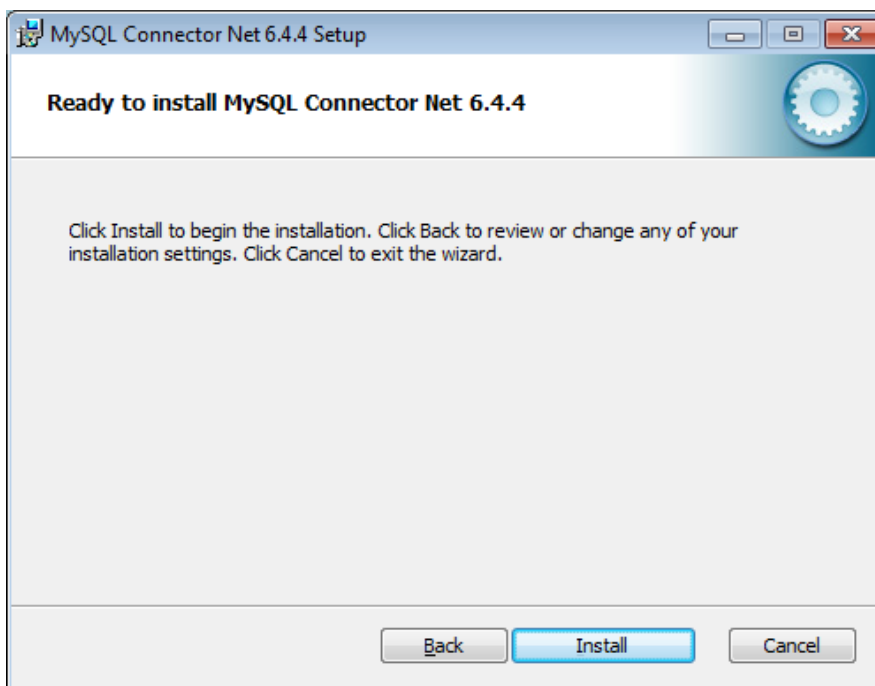 MySQL Connector Net 6.4.4 Setup
Ready to install MySQL Connector Net 6.4.4
Click Install to begin the installation. Click Back to review or change any of your
installation settings. Click Cancel to exit the wizard.
Back Install Cancel